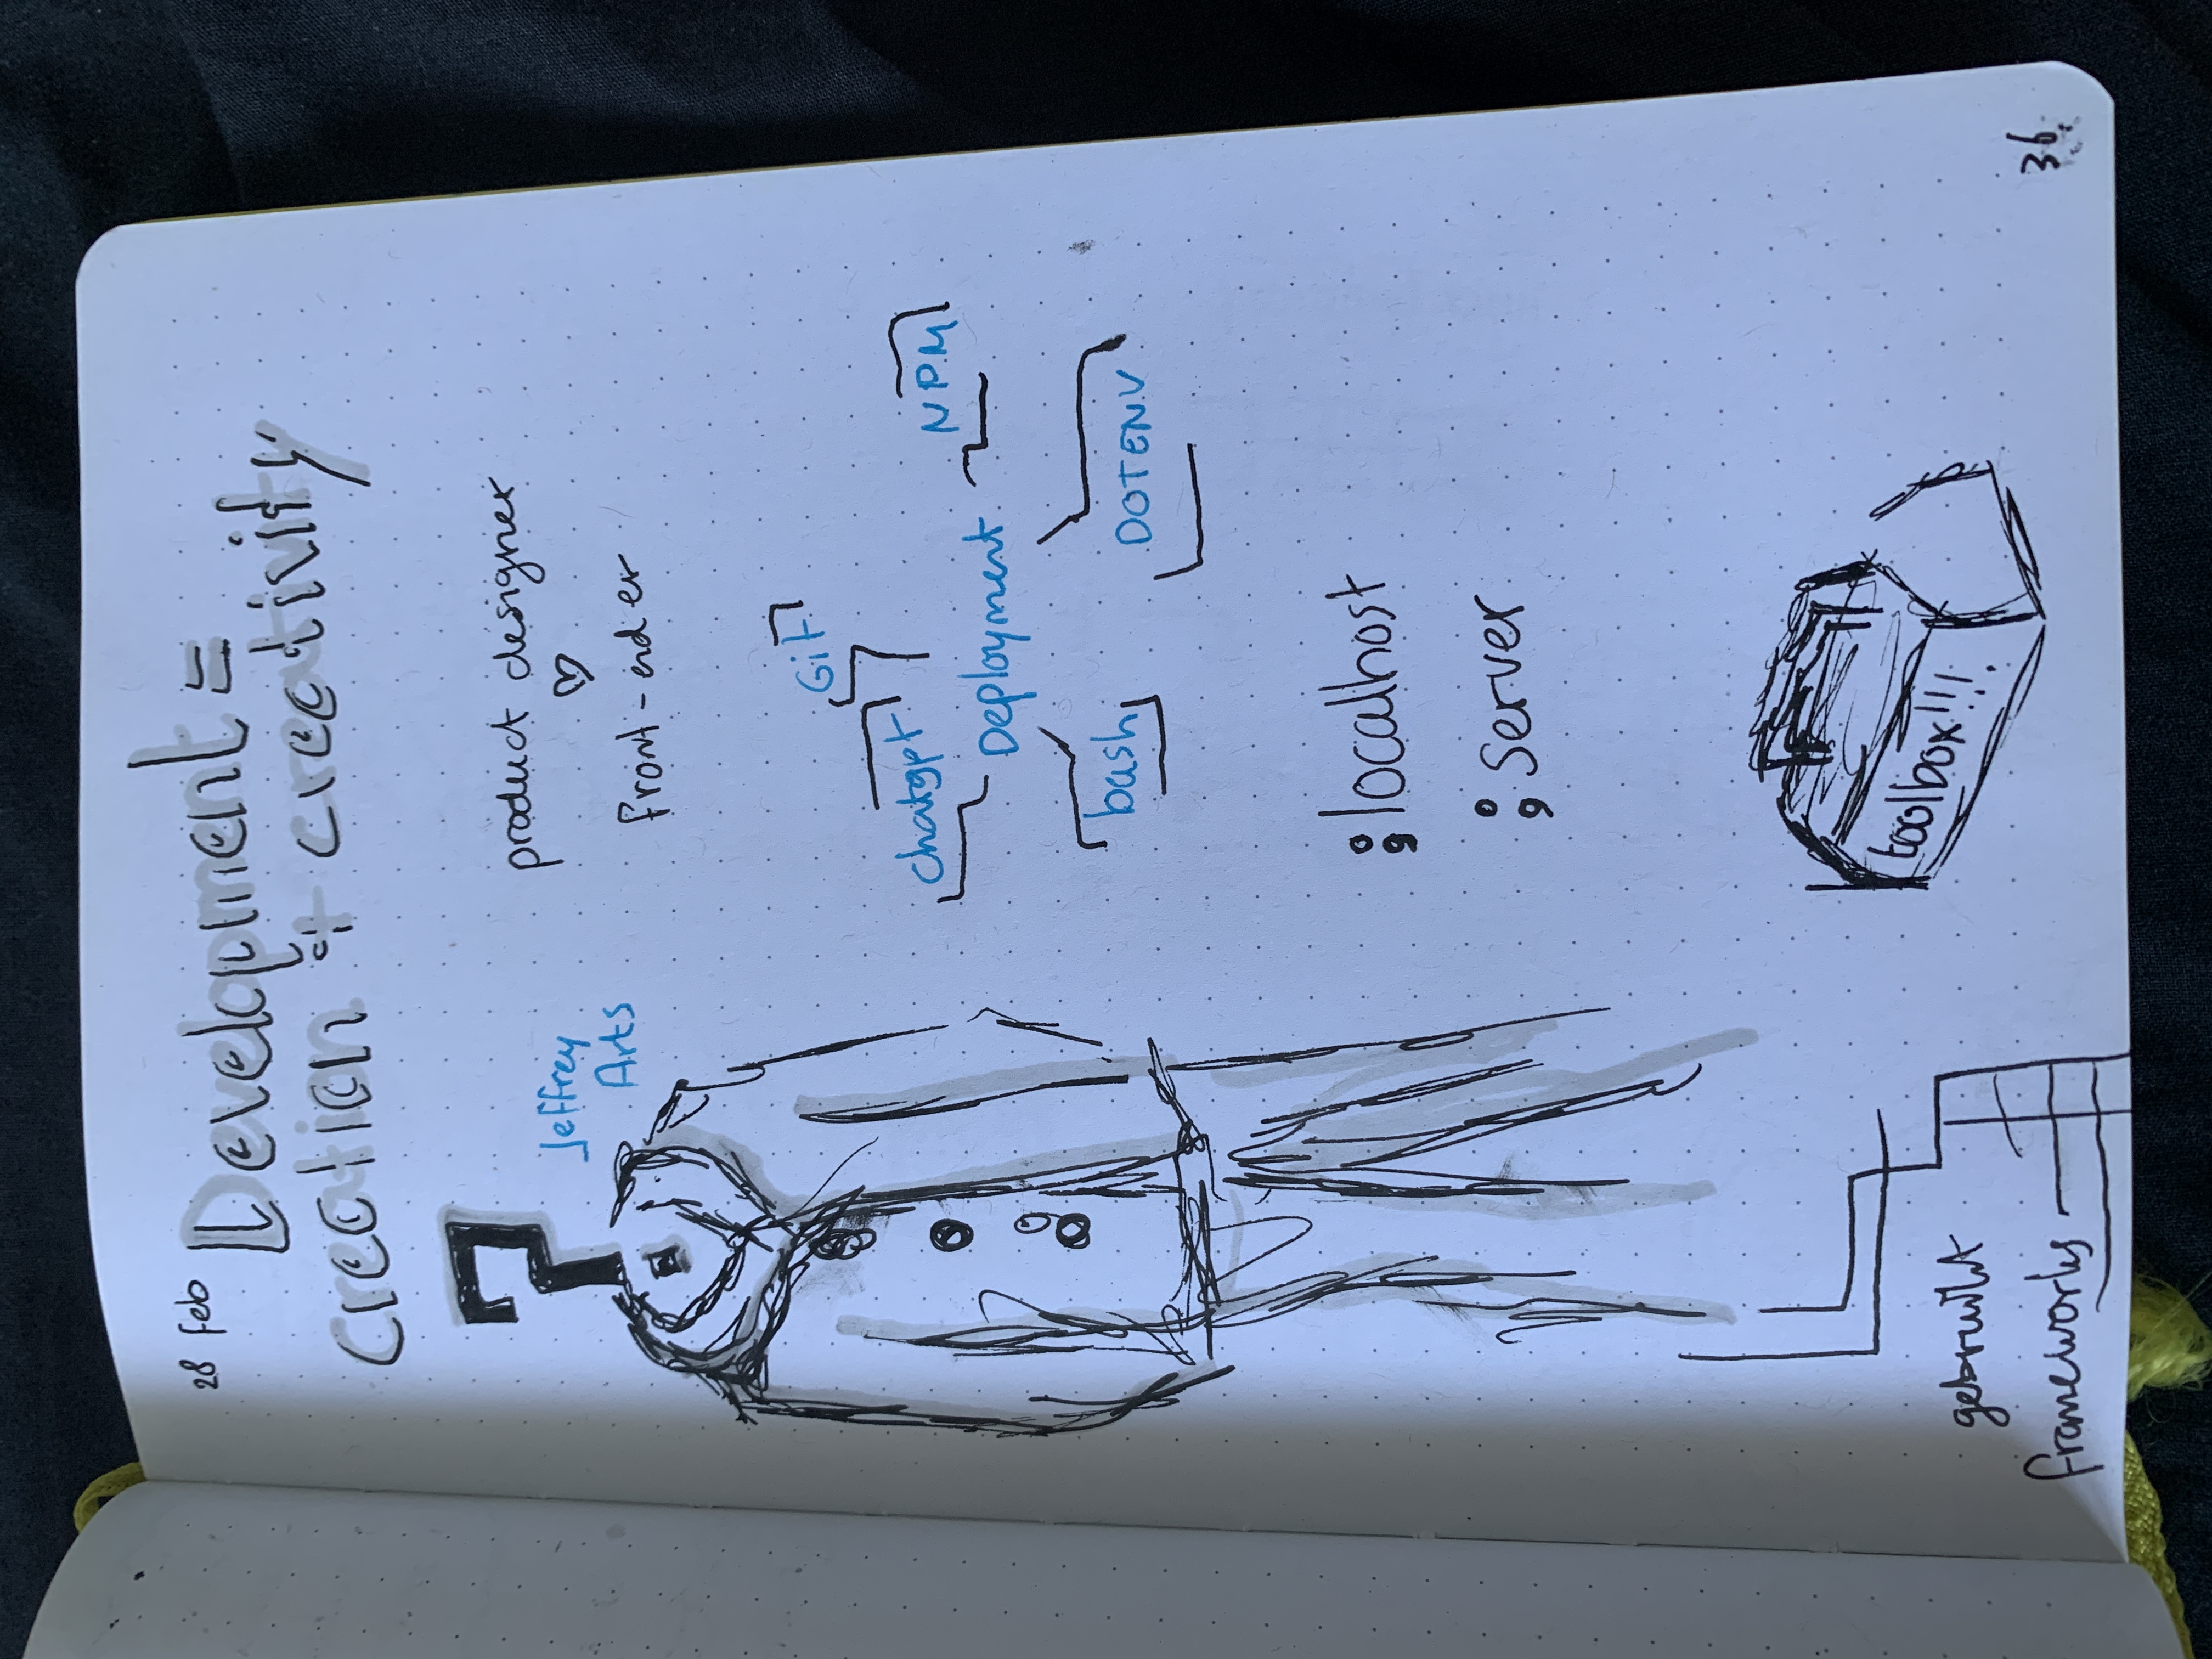 28 feb
Development =
creation + creativity
Jeffrey
Arts
product designer
♡
front-ender
Git
chatgpt
NPM
Deployment
bash
DOTENV
;localhost
;server
toolbox!!!
gebruikt
frameworks
36